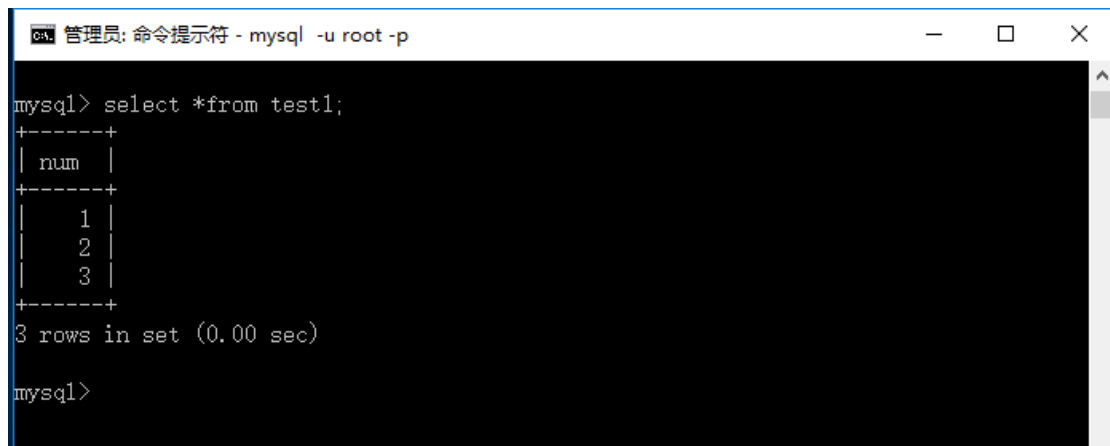 管理员: 命令提示符 - mysql  -u root -p
mysql> select *from test1;
+------+
| num  |
+------+
|    1 |
|    2 |
|    3 |
+------+
3 rows in set (0.00 sec)
mysql>